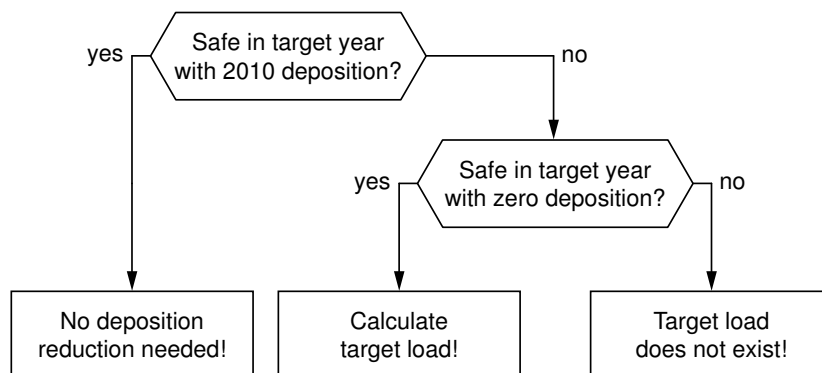 Safe in target year
with 2010 deposition?
yes
no
Safe in target year
with zero deposition?
yes
no
No deposition
reduction needed!
Calculate
target load!
Target load
does not exist!